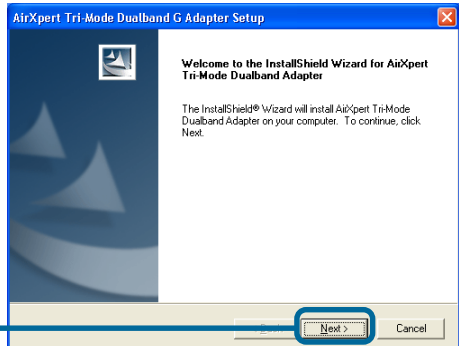 AirXpert Tri-Mode Dualband G Adapter Setup
Welcome to the InstallShield Wizard for AirXpert
Tri-Mode Dualband Adapter
The InstallShield® Wizard will install AirXpert Tri-Mode
Dualband Adapter on your computer. To continue, click
Next.
Next > Cancel